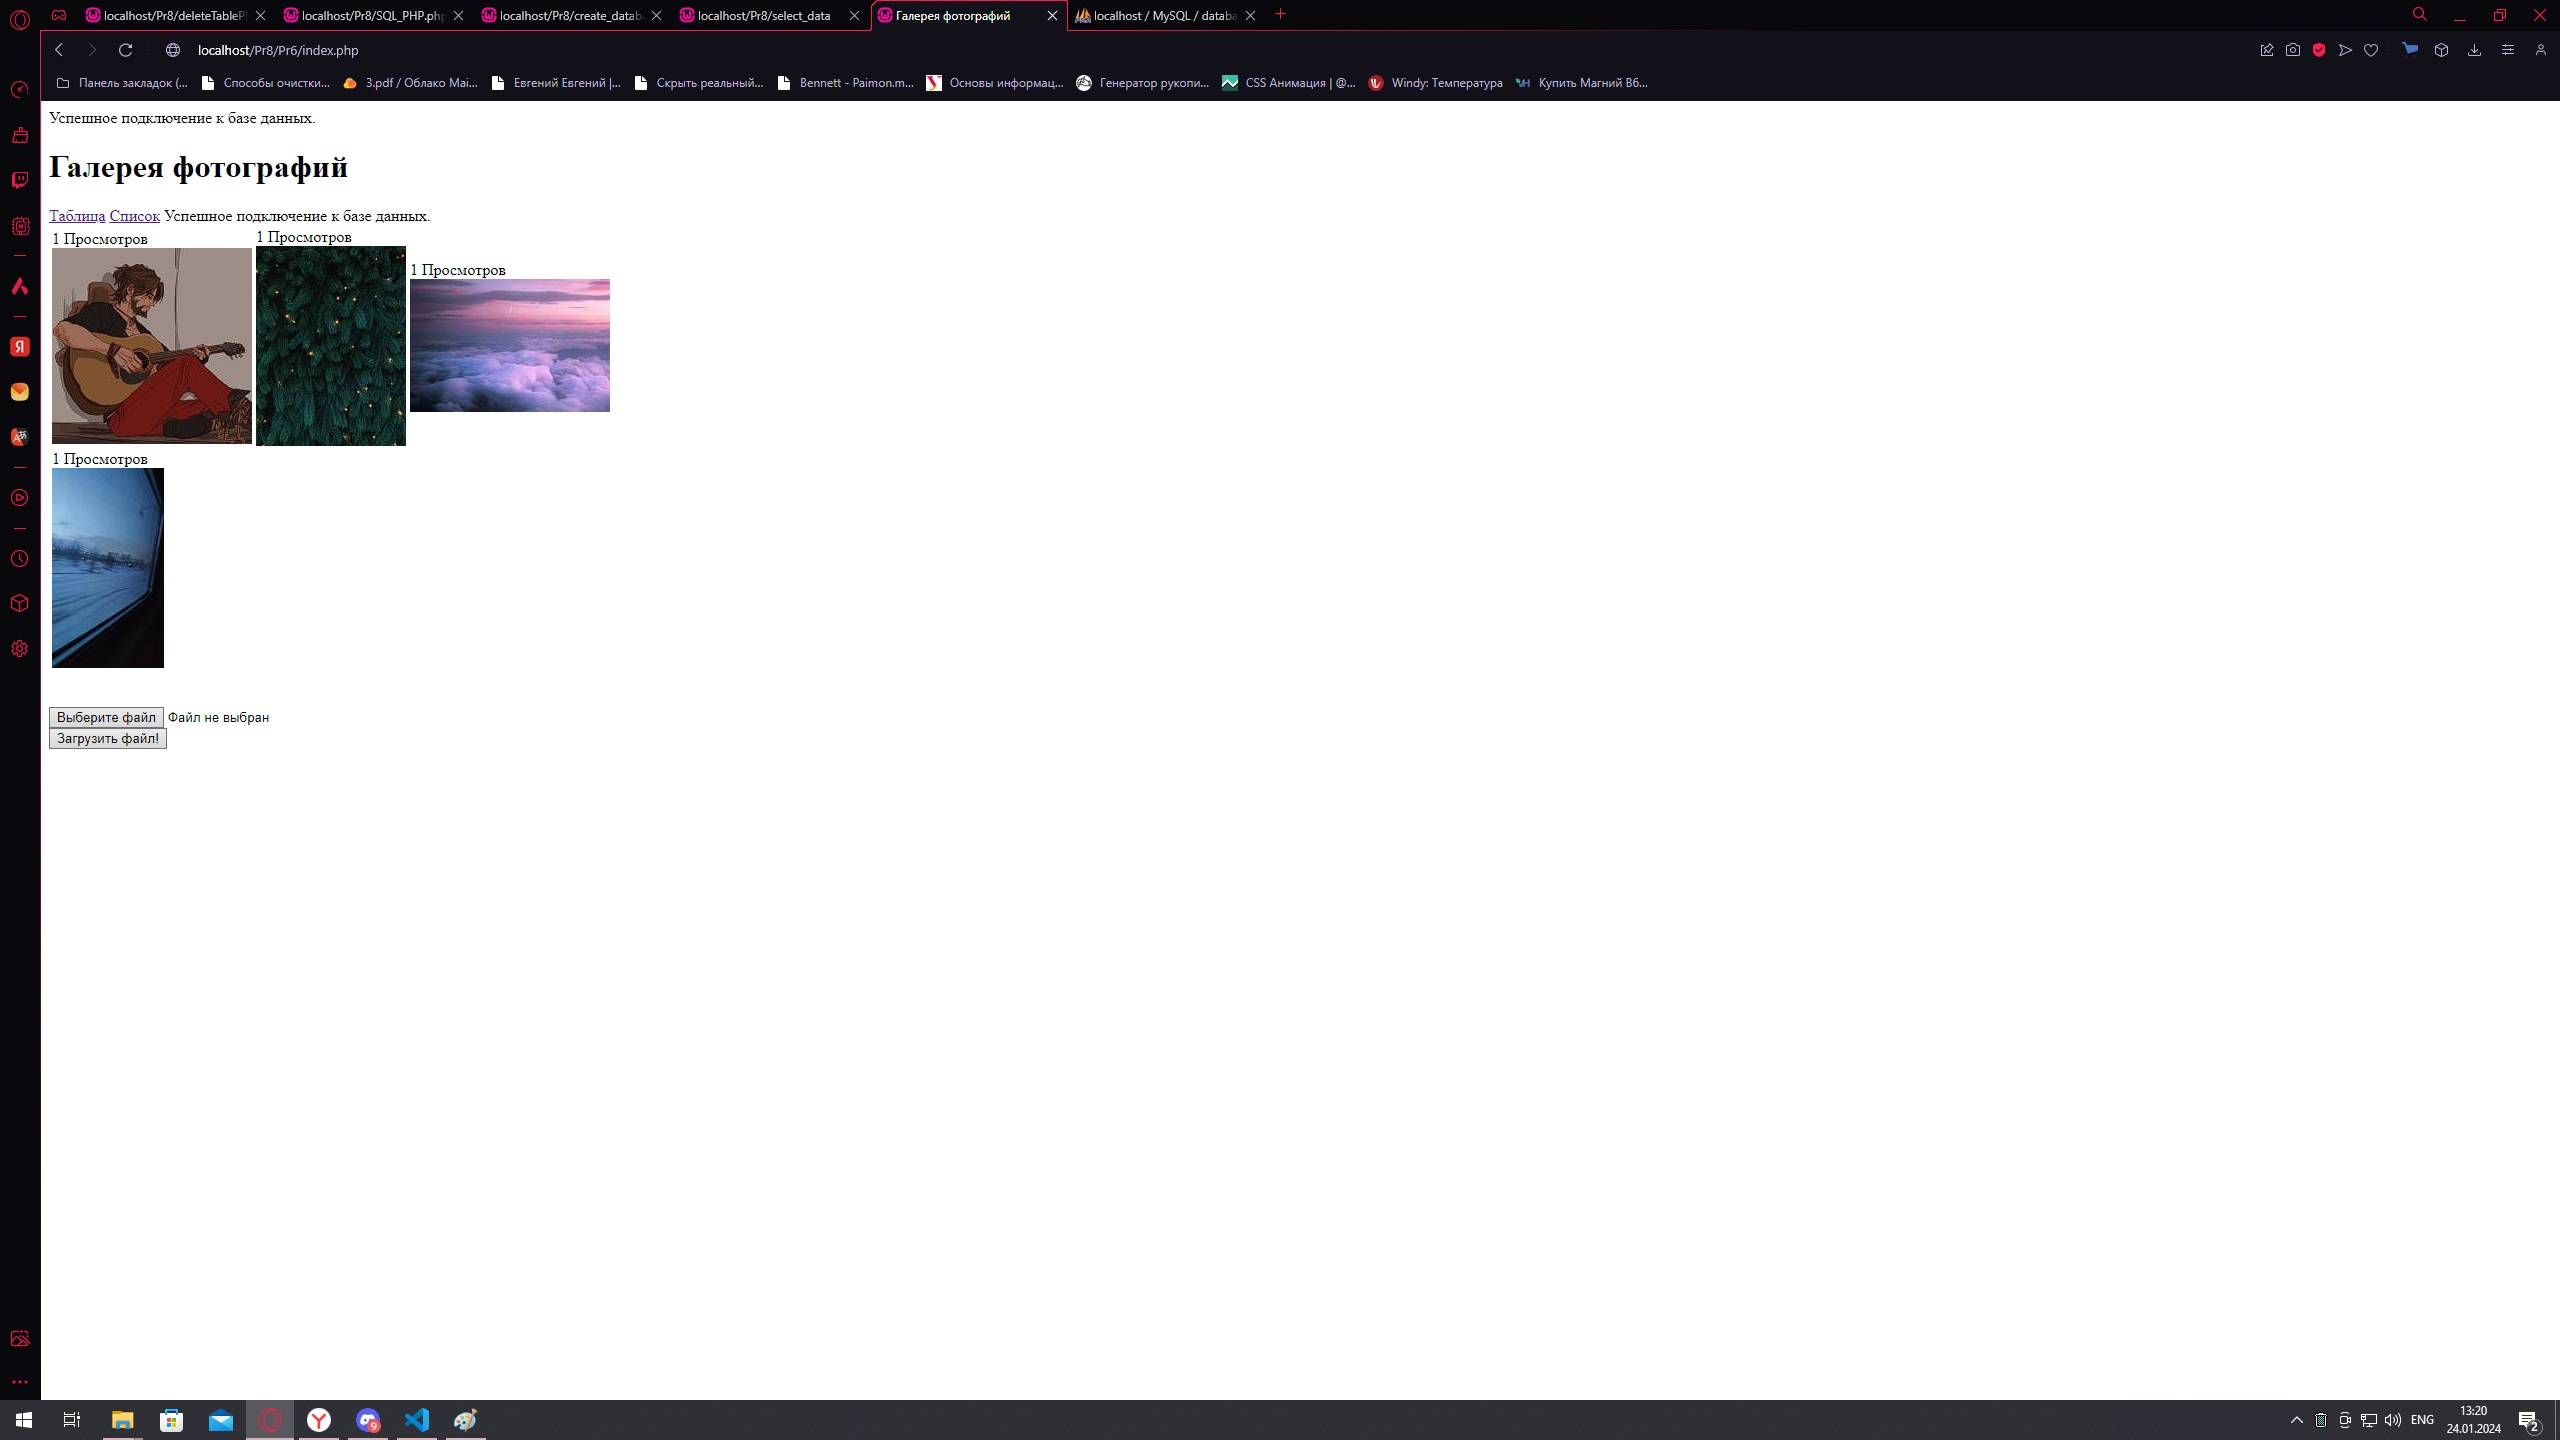 localhost/Pr8/deleteTableP
localhost/Pr8/SQL_PHP.php
localhost/Pr8/create_datab
localhost/Pr8/select_data
Галерея фотографий
localhost / MySQL / databa
localhost/Pr8/Pr6/index.php
Панель закладок (...
Способы очистки...
3.pdf / Облако Mai...
Евгений Евгений |...
Скрыть реальный...
Bennett - Paimon.m...
Основы информац...
Генератор рукопи...
CSS Анимация | @...
Windy: Температура
Купить Магний B6...
Успешное подключение к базе данных.
Галерея фотографий
Таблица Список Успешное подключение к базе данных.
1 Просмотров
1 Просмотров
1 Просмотров
1 Просмотров
Выберите файл Файл не выбран
Загрузить файл!
ENG
13:20
24.01.2024
9
2